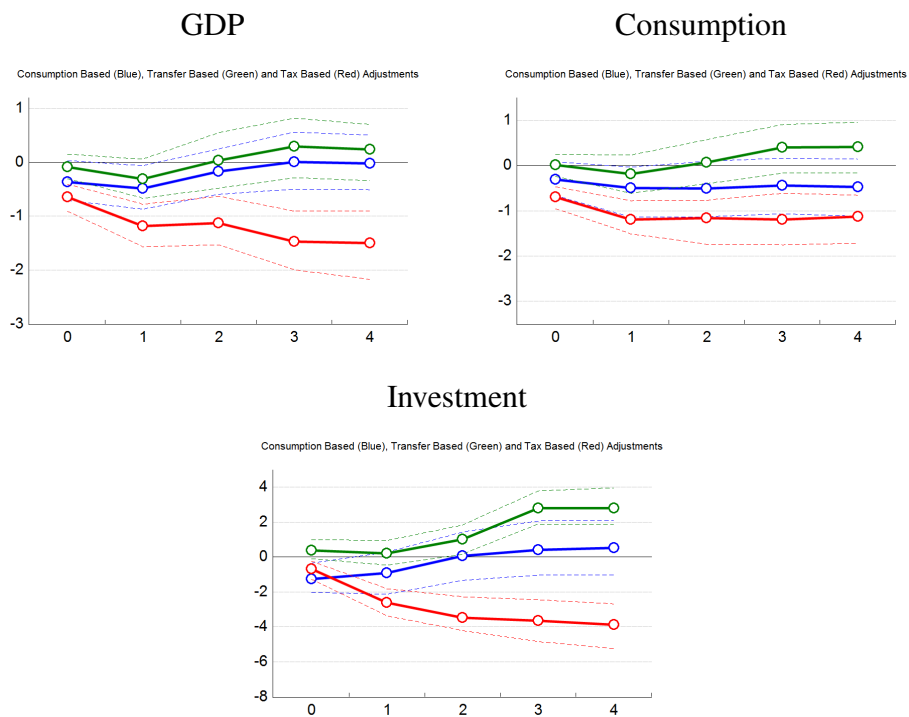 GDP
Consumption Based (Blue), Transfer Based (Green) and Tax Based (Red) Adjustments
1
0
-1
-2
-3
0 1 2 3 4
Consumption
Consumption Based (Blue), Transfer Based (Green) and Tax Based (Red) Adjustments
1
0
-1
-2
-3
0 1 2 3 4
Investment
Consumption Based (Blue), Transfer Based (Green) and Tax Based (Red) Adjustments
4
2
0
-2
-4
-6
-8
0 1 2 3 4